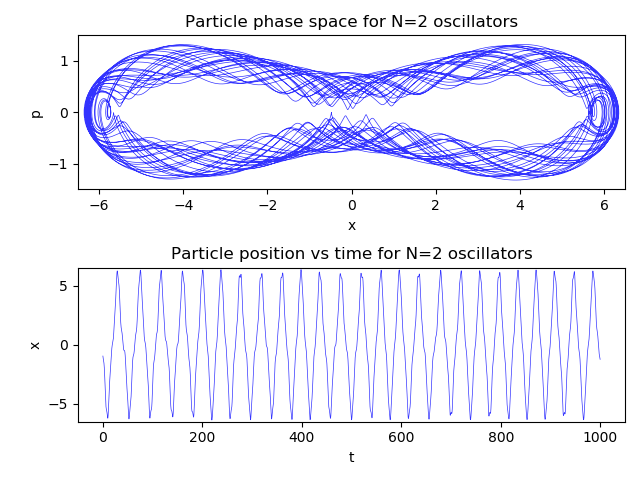 Particle phase space for N=2 oscillators
1
0
−1
p
−6 −4 −2 0 2 4 6
x
Particle position vs time for N=2 oscillators
5
0
−5
x
0 200 400 600 800 1000
t